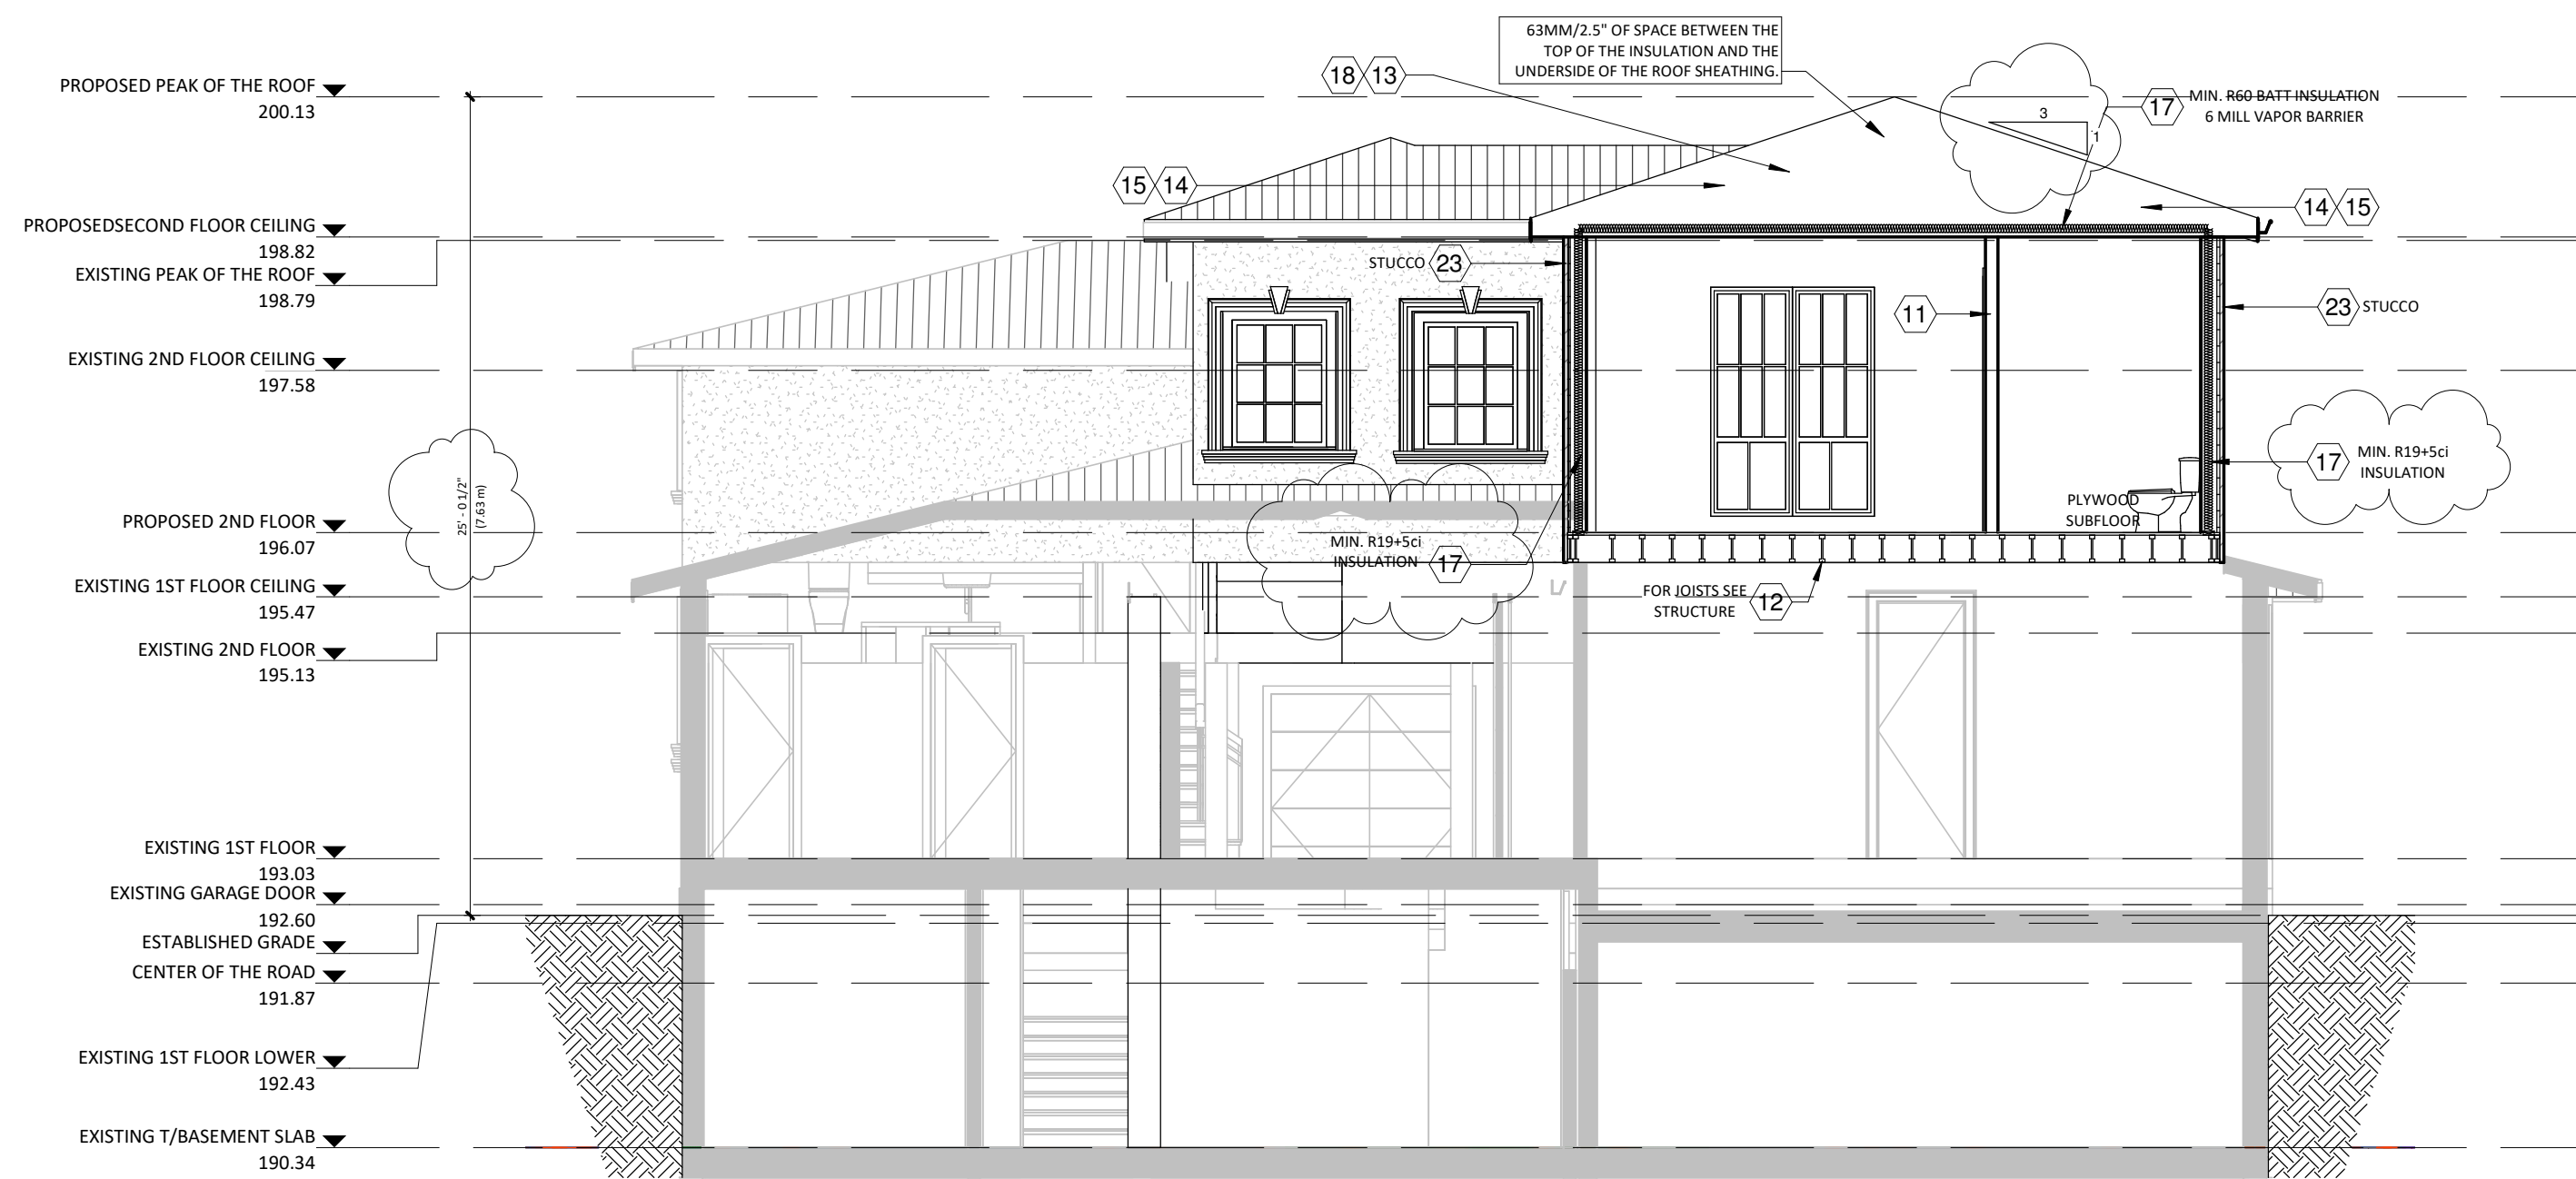 PROPOSED PEAK OF THE ROOF
200.13
PROPOSEDSECOND FLOOR CEILING
198.82
EXISTING PEAK OF THE ROOF
198.79
EXISTING 2ND FLOOR CEILING
197.58
PROPOSED 2ND FLOOR
196.07
EXISTING 1ST FLOOR CEILING
195.47
EXISTING 2ND FLOOR
195.13
EXISTING 1ST FLOOR
193.03
EXISTING GARAGE DOOR
192.60
ESTABLISHED GRADE
CENTER OF THE ROAD
191.87
EXISTING 1ST FLOOR LOWER
192.43
EXISTING T/BASEMENT SLAB
190.34
25' - 0 1/2"
(7.63 m)
63MM/2.5" OF SPACE BETWEEN THE
TOP OF THE INSULATION AND THE
UNDERSIDE OF THE ROOF SHEATHING.
18 13
15 14
3
1
17 MIN. R60 BATT INSULATION
6 MILL VAPOR BARRIER
14 15
STUCCO 23
11
23 STUCCO
17 MIN. R19+5ci
INSULATION
PLYWOOD
SUBFLOOR
MIN. R19+5ci
INSULATION 17
FOR JOISTS SEE
STRUCTURE 12